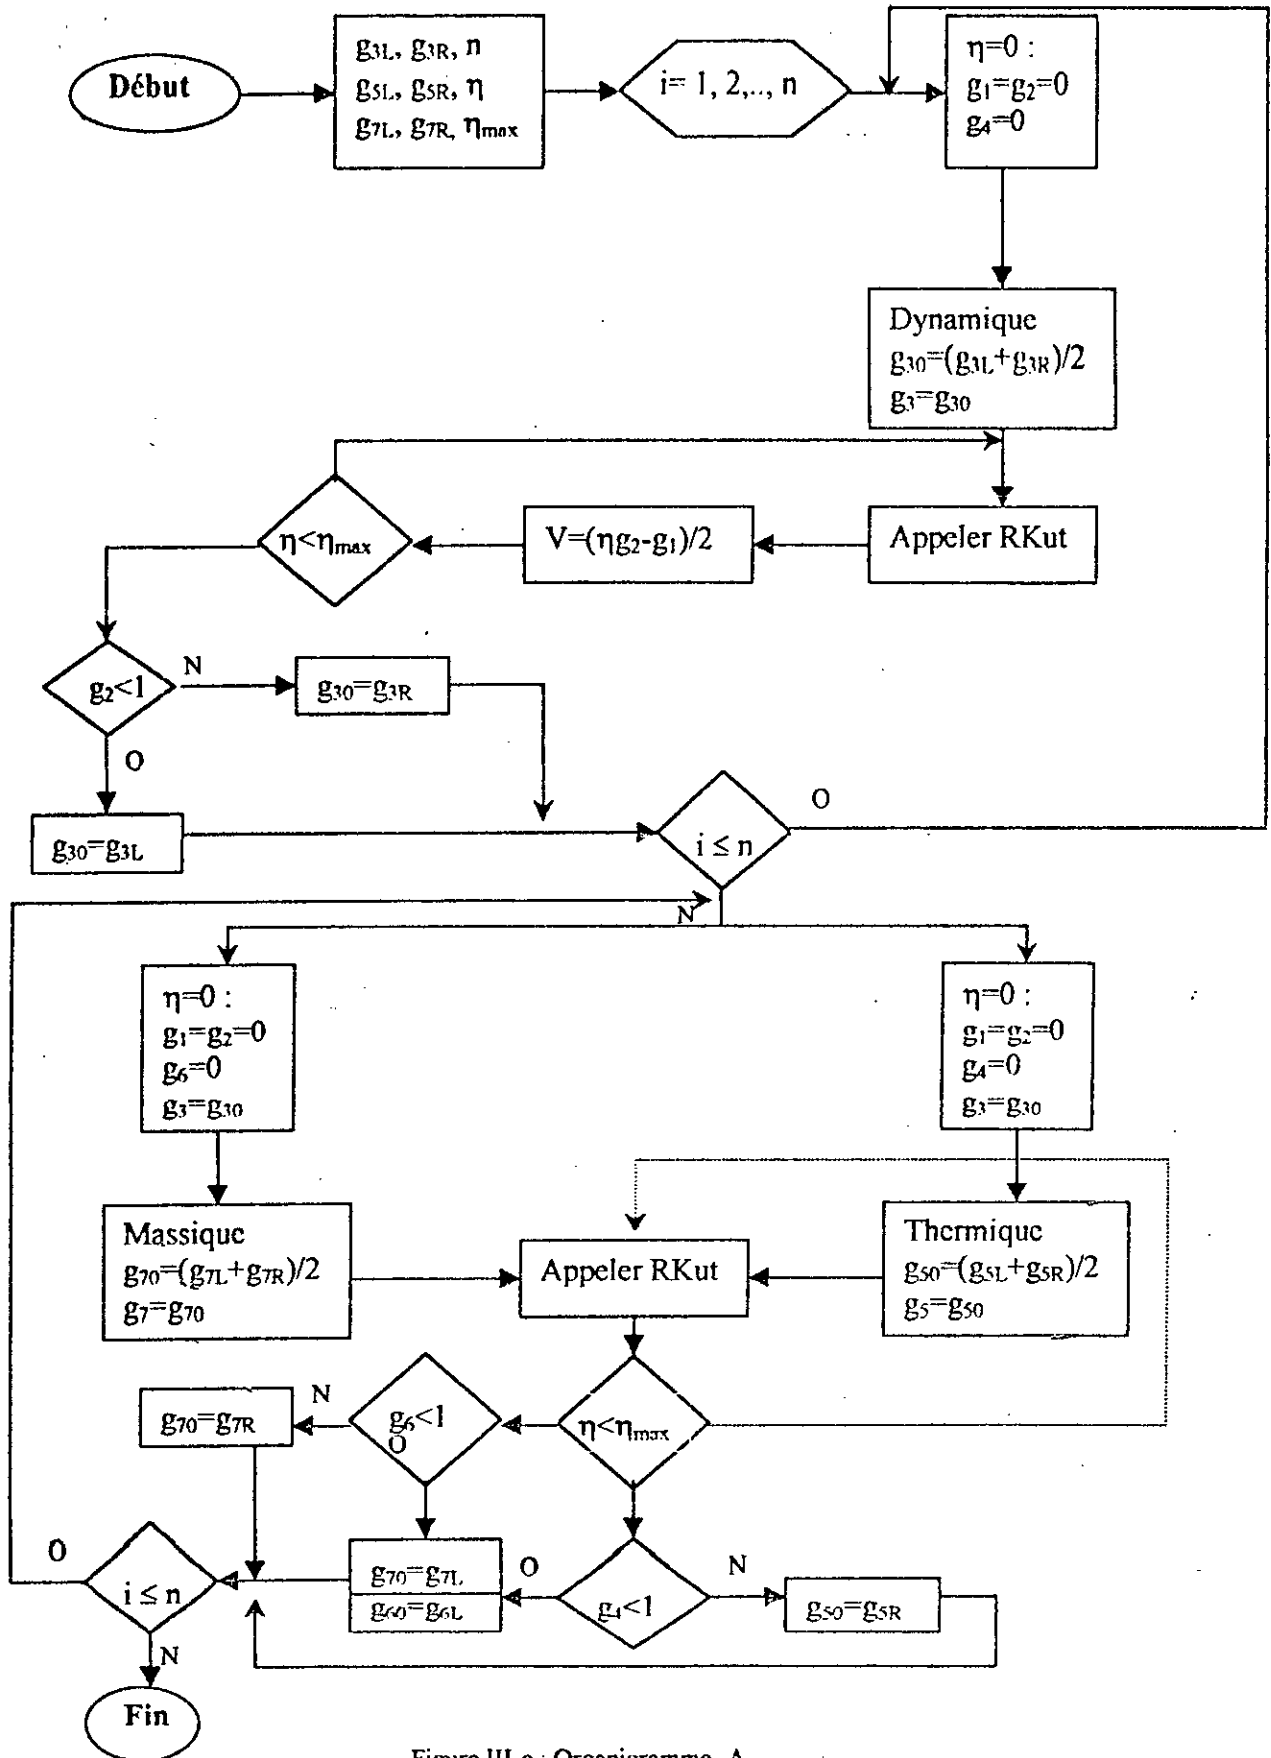 Début
g3L, g3R, n
g5L, g5R, η
g7L, g7R, ηmax
i= 1, 2,.., n
η=0 :
g1=g2=0
g4=0
Dynamique
g30=(g3L+g3R)/2
g3=g30
η<ηmax
V=(ηg2-g1)/2
Appeler RKut
g2<1
N
g30=g3R
O
g30=g3L
i ≤ n
O
N
η=0 :
g1=g2=0
g6=0
g3=g30
η=0 :
g1=g2=0
g4=0
g3=g30
Massique
g70=(g7L+g7R)/2
g7=g70
Appeler RKut
Thermique
g50=(g5L+g5R)/2
g5=g50
g70=g7R
N
g6<1
O
η<ηmax
O
i ≤ n
g70=g7L
g60=g6L
O
g4<1
N
g50=g5R
N
Fin
Figure III.e : Organigramme -A-